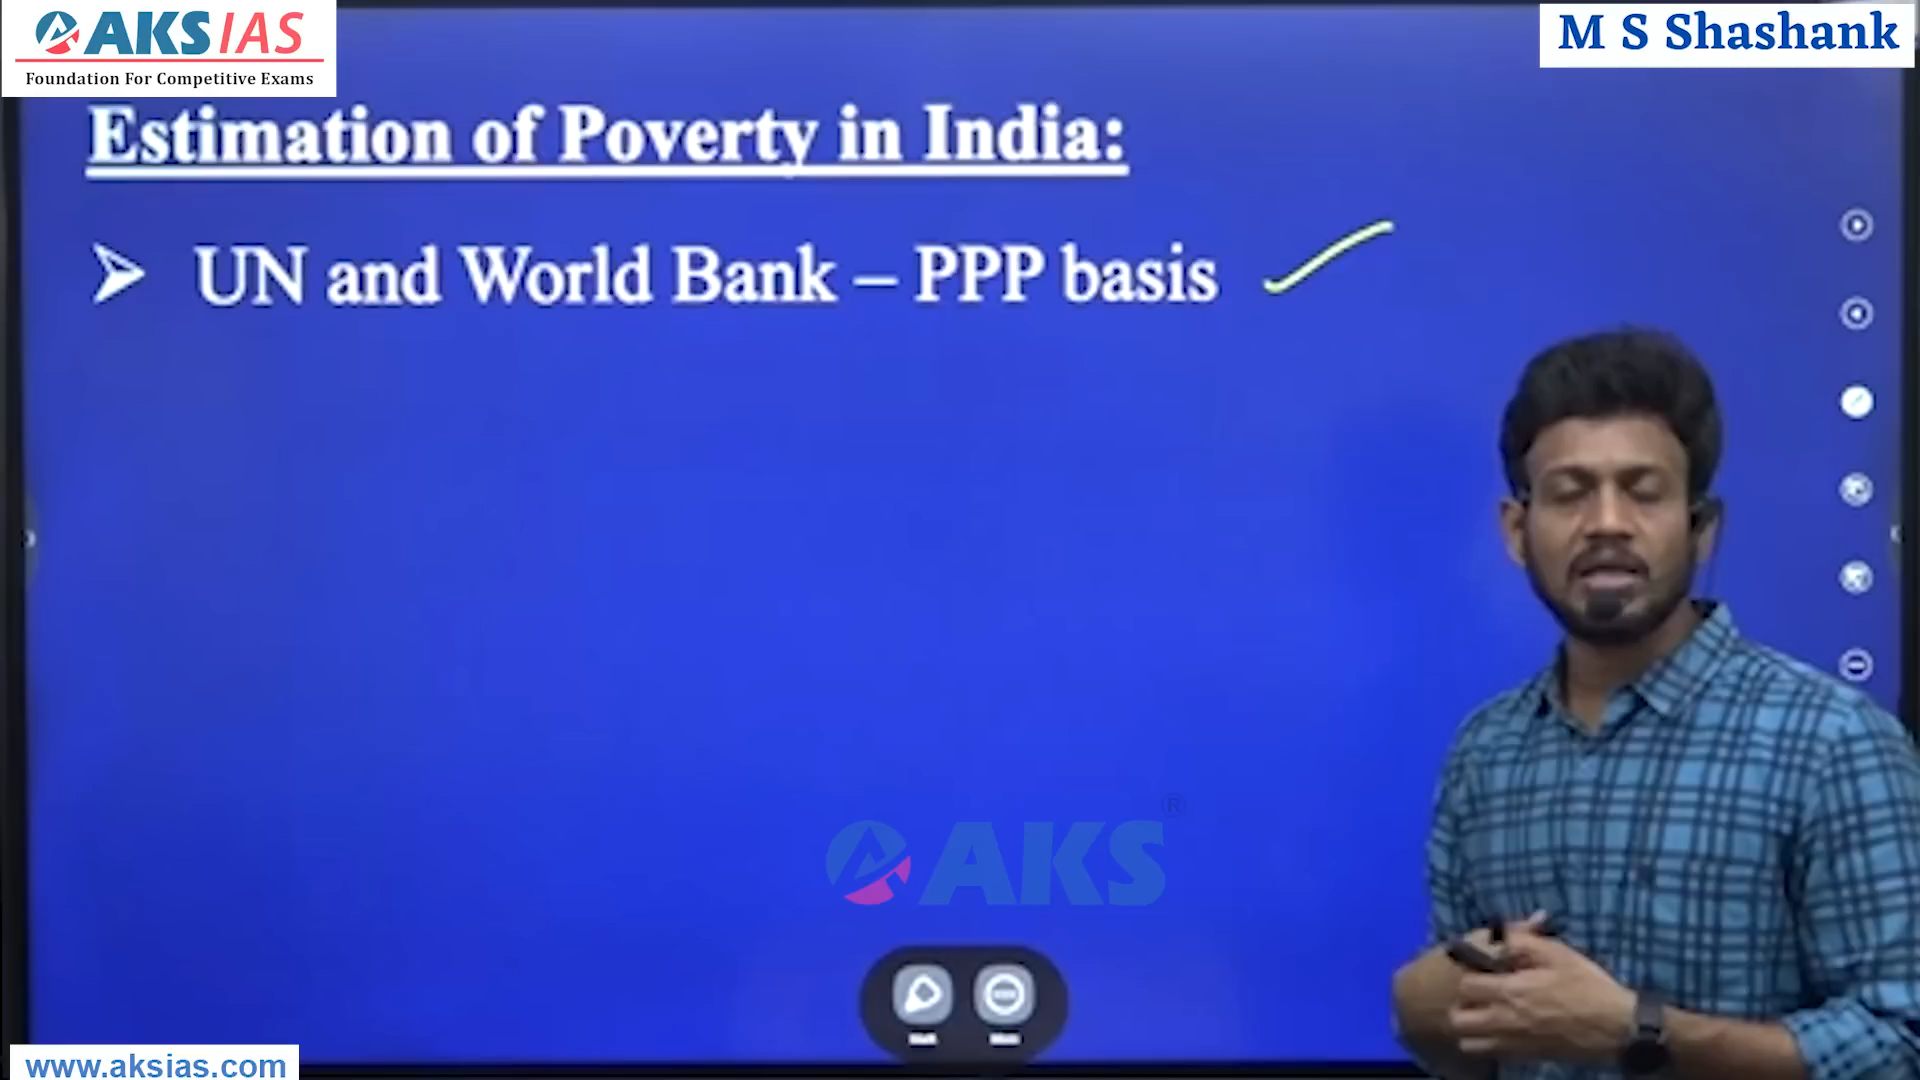 AKS IAS
Foundation For Competitive Exams
M S Shashank
Estimation of Poverty in India:
➢ UN and World Bank – PPP basis
AKS®
www.aksias.com